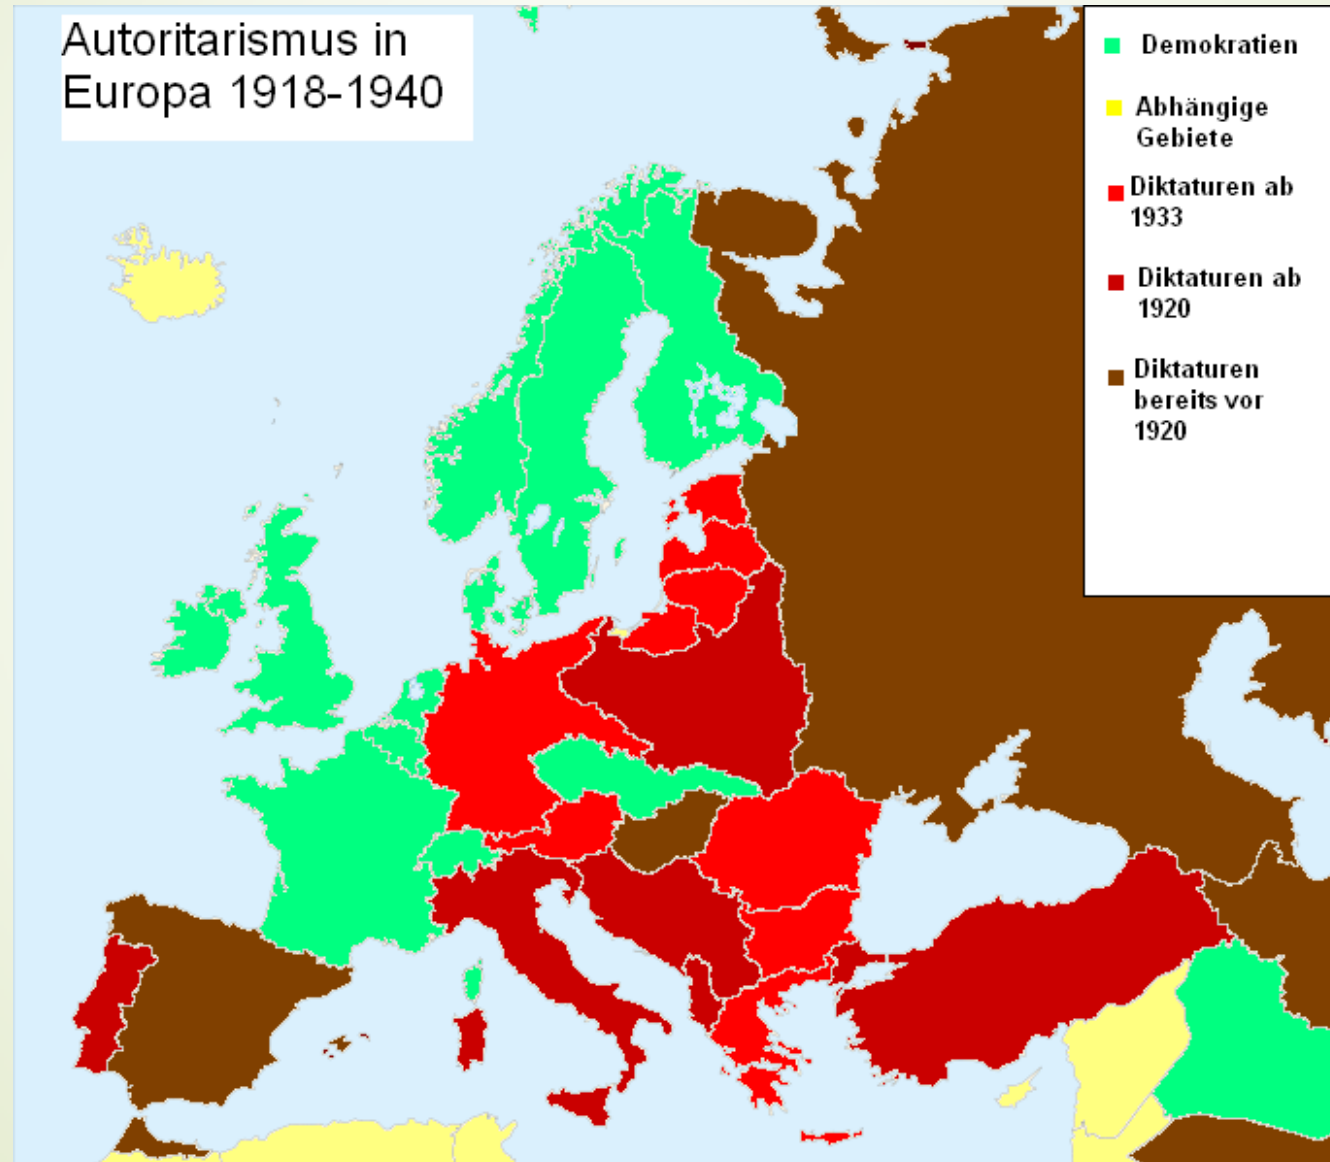 Autoritarismus in
Europa 1918-1940
Demokratien
Abhängige
Gebiete
Diktaturen ab
1933
Diktaturen ab
1920
Diktaturen
bereits vor
1920